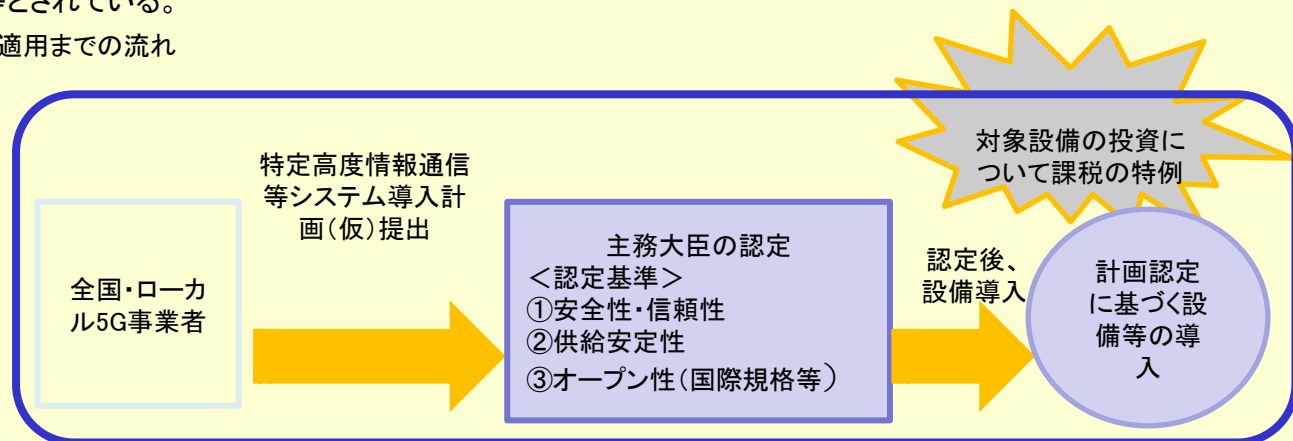 等とされている。
適用までの流れ
対象設備の投資に
ついて課税の特例
特定高度情報通信
等システム導入計
画(仮)提出
全国・ローカ
ル5G事業者
主務大臣の認定
＜認定基準＞
①安全性・信頼性
②供給安定性
③オープン性(国際規格等）
認定後、
設備導入
計画認定
に基づく設
備等の導
入